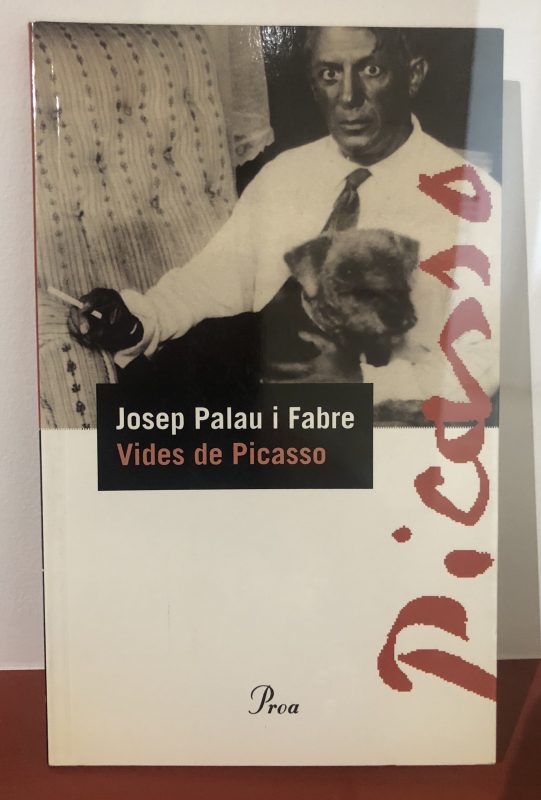 Josep Palau i Fabre
Vides de Picasso
Picasso
Proa